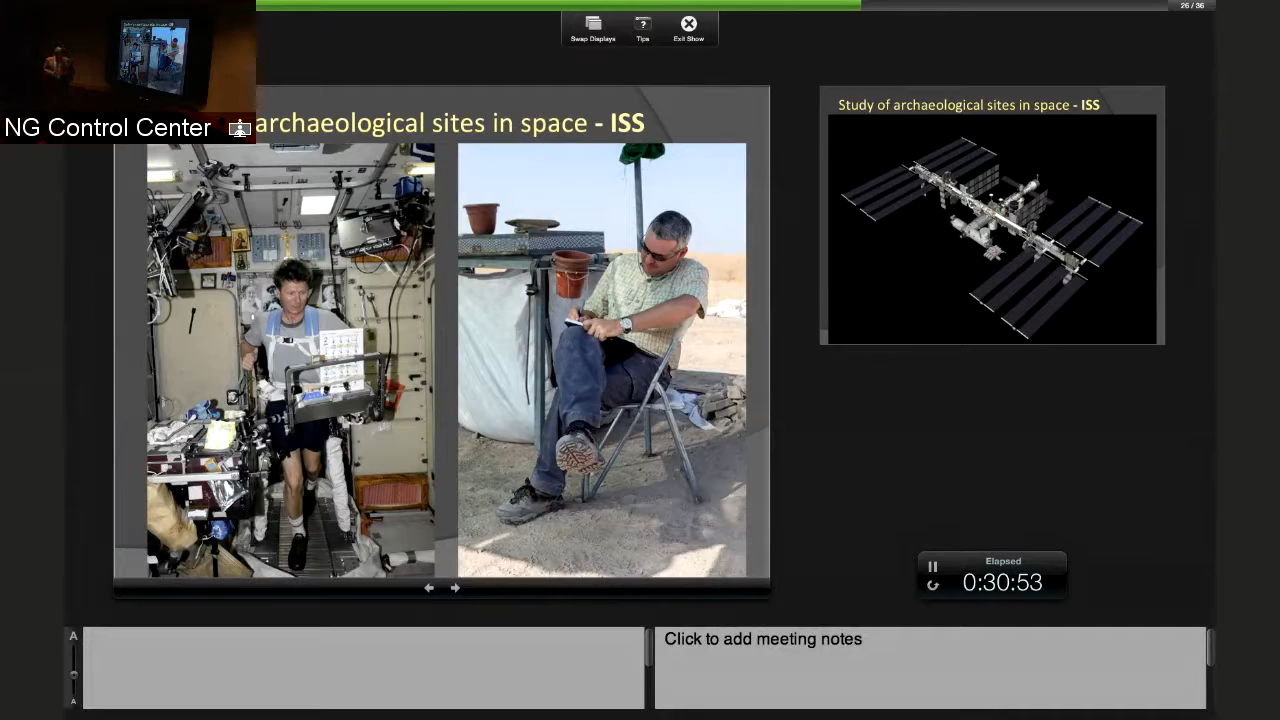 26 / 36
Swap Displays
Tips
Exit Show
NG Control Center
archaeological sites in space - ISS
Study of archaeological sites in space - ISS
Elapsed
0:30:53
A
A
Click to add meeting notes